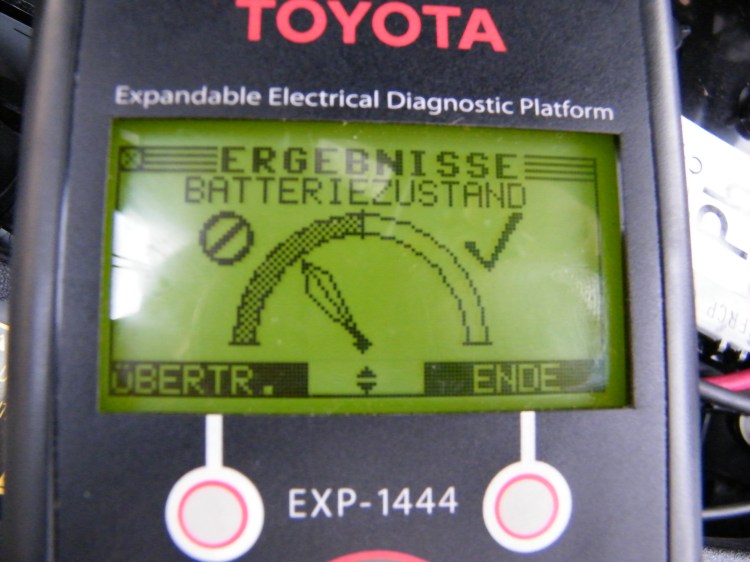 TOYOTA
Expandable Electrical Diagnostic Platform
ERGEBNISSE
BATTERIEZUSTAND
ÜBERTR.
ENDE
EXP-1444